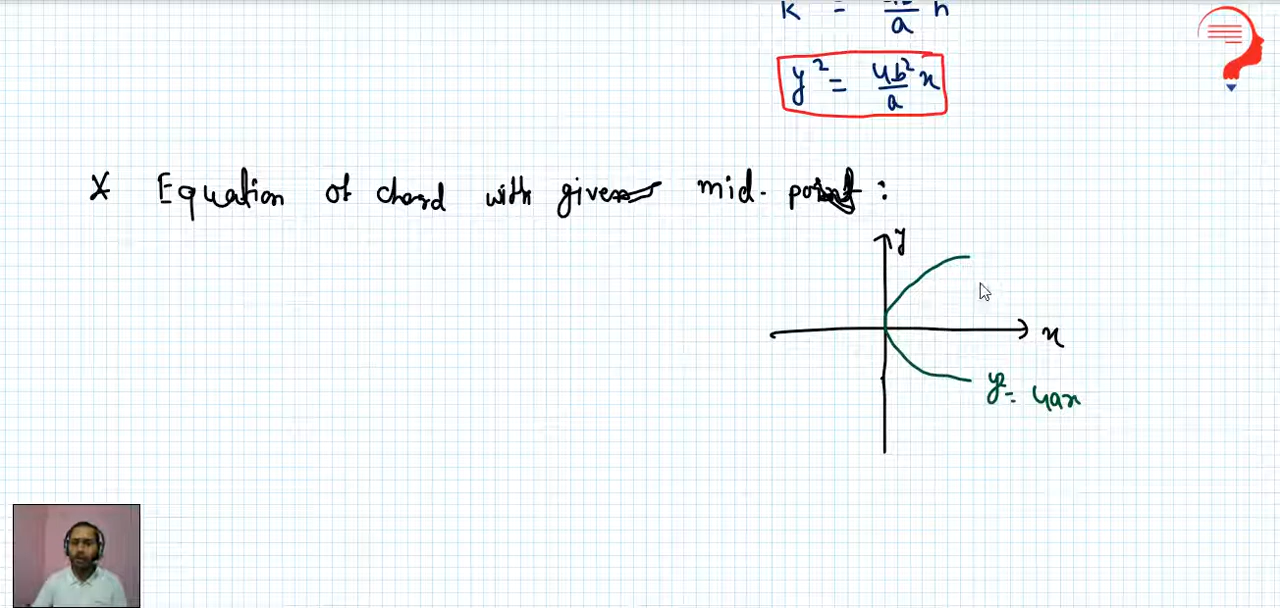 k =    h
a
y² = 4b²/a x
* Equation of chord with given mid-point :
y
x
y² = 4ax